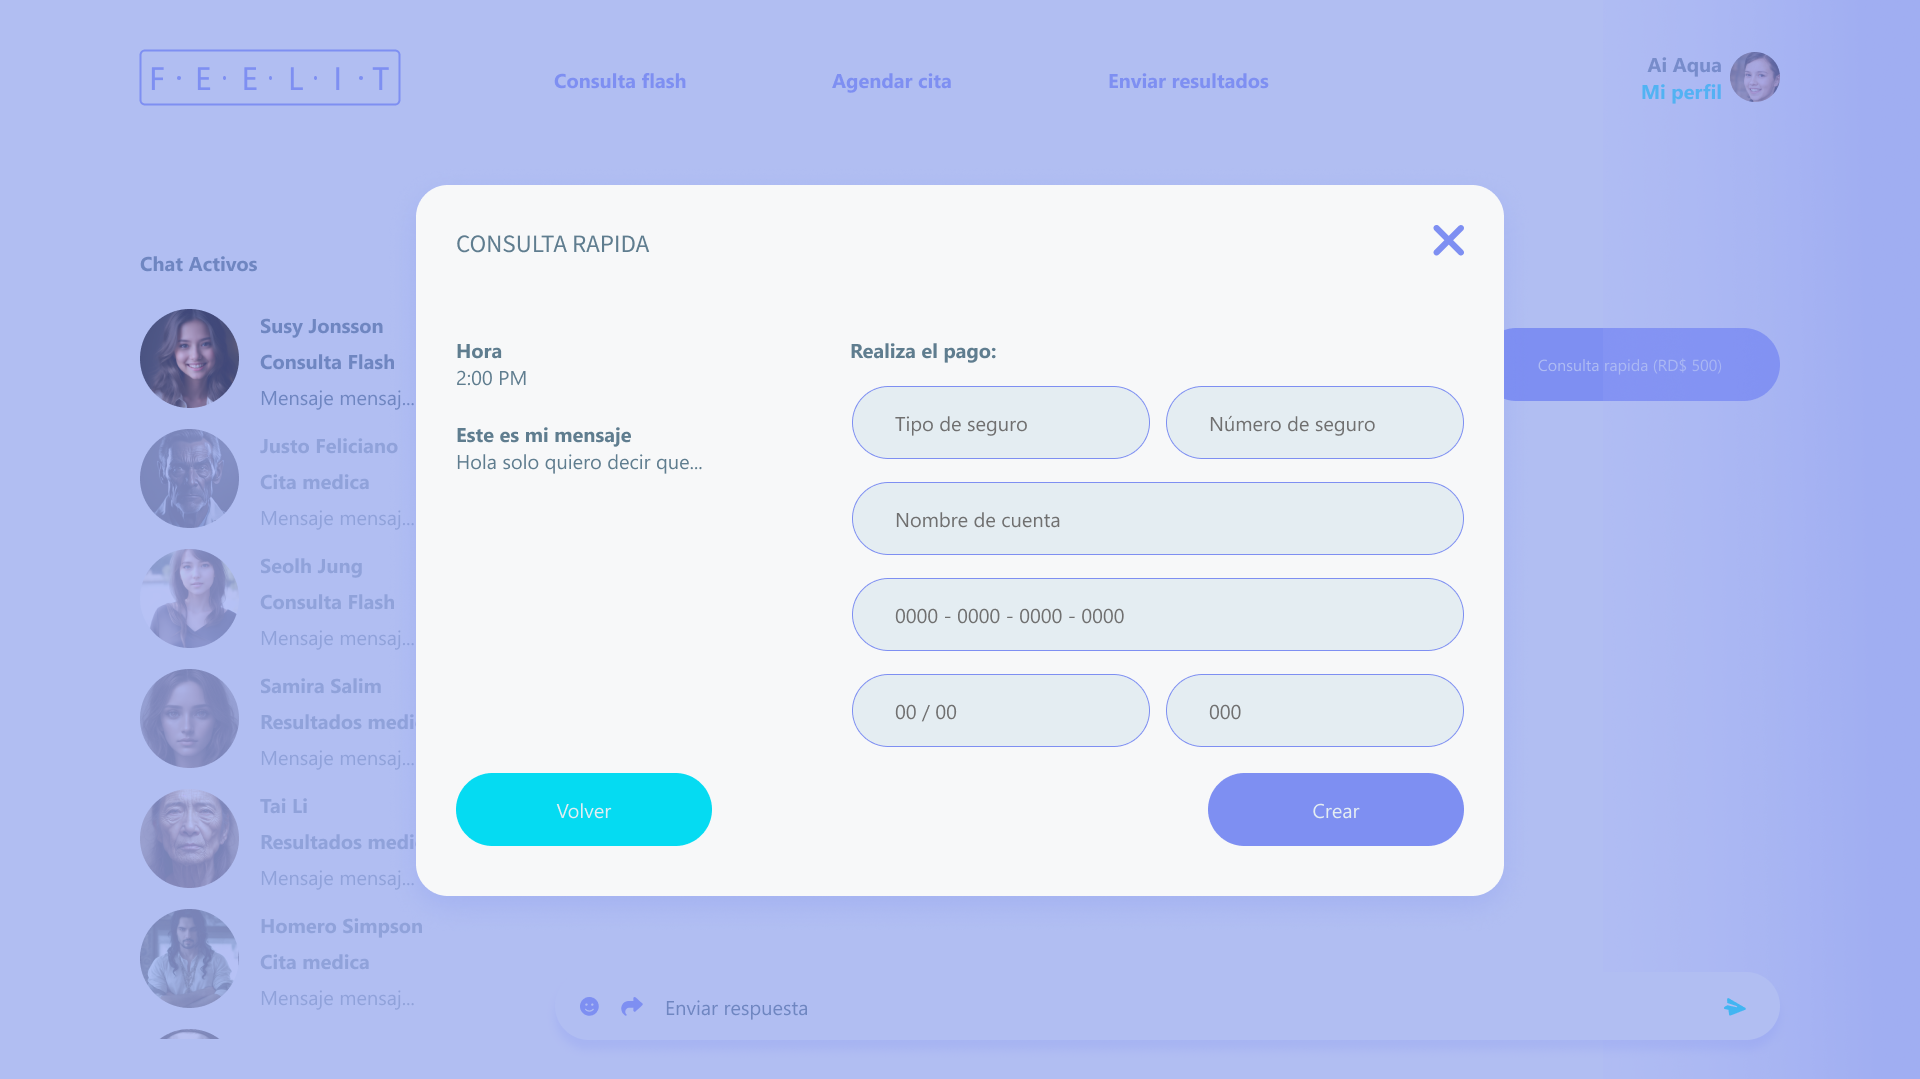 F·E·E·L·I·T
Consulta flash
Agendar cita
Enviar resultados
Ai Aqua
Mi perfil
CONSULTA RAPIDA
Chat Activos
Susy Jonsson
Consulta Flash
Mensaje mensaj...
Justo Feliciano
Cita medica
Mensaje mensaj...
Seolh Jung
Consulta Flash
Mensaje mensaj...
Samira Salim
Resultados medi
Mensaje mensaj...
Tai Li
Resultados medi
Mensaje mensaj...
Homero Simpson
Cita medica
Mensaje mensaj...
Hora
2:00 PM
Este es mi mensaje
Hola solo quiero decir que...
Realiza el pago:
Tipo de seguro
Número de seguro
Nombre de cuenta
0000 - 0000 - 0000 - 0000
00 / 00
000
Volver
Crear
Consulta rapida (RD$ 500)
Enviar respuesta